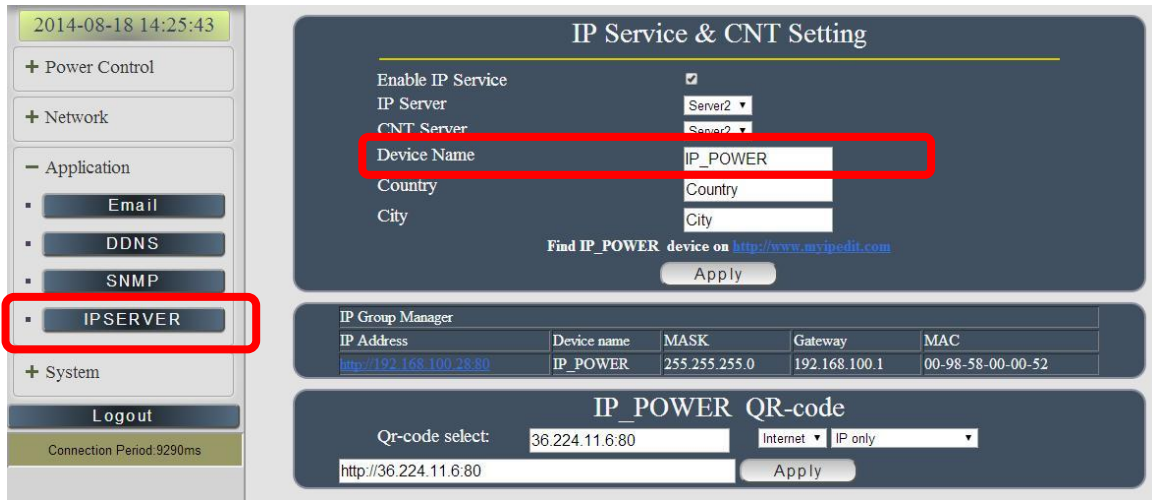 2014-08-18 14:25:43
+ Power Control
+ Network
− Application
Email
DDNS
SNMP
IPSERVER
+ System
Logout
Connection Period:9290ms
IP Service & CNT Setting
Enable IP Service
IP Server Server2
CNT Server Server2
Device Name IP_POWER
Country Country
City City
Find IP_POWER device on http://www.myipedit.com
Apply
IP Group Manager
IP Address Device name MASK Gateway MAC
http://192.168.100.28:80 IP_POWER 255.255.255.0 192.168.100.1 00-98-58-00-00-52
IP_POWER QR-code
Qr-code select: 36.224.11.6:80 Internet IP only
http://36.224.11.6:80 Apply